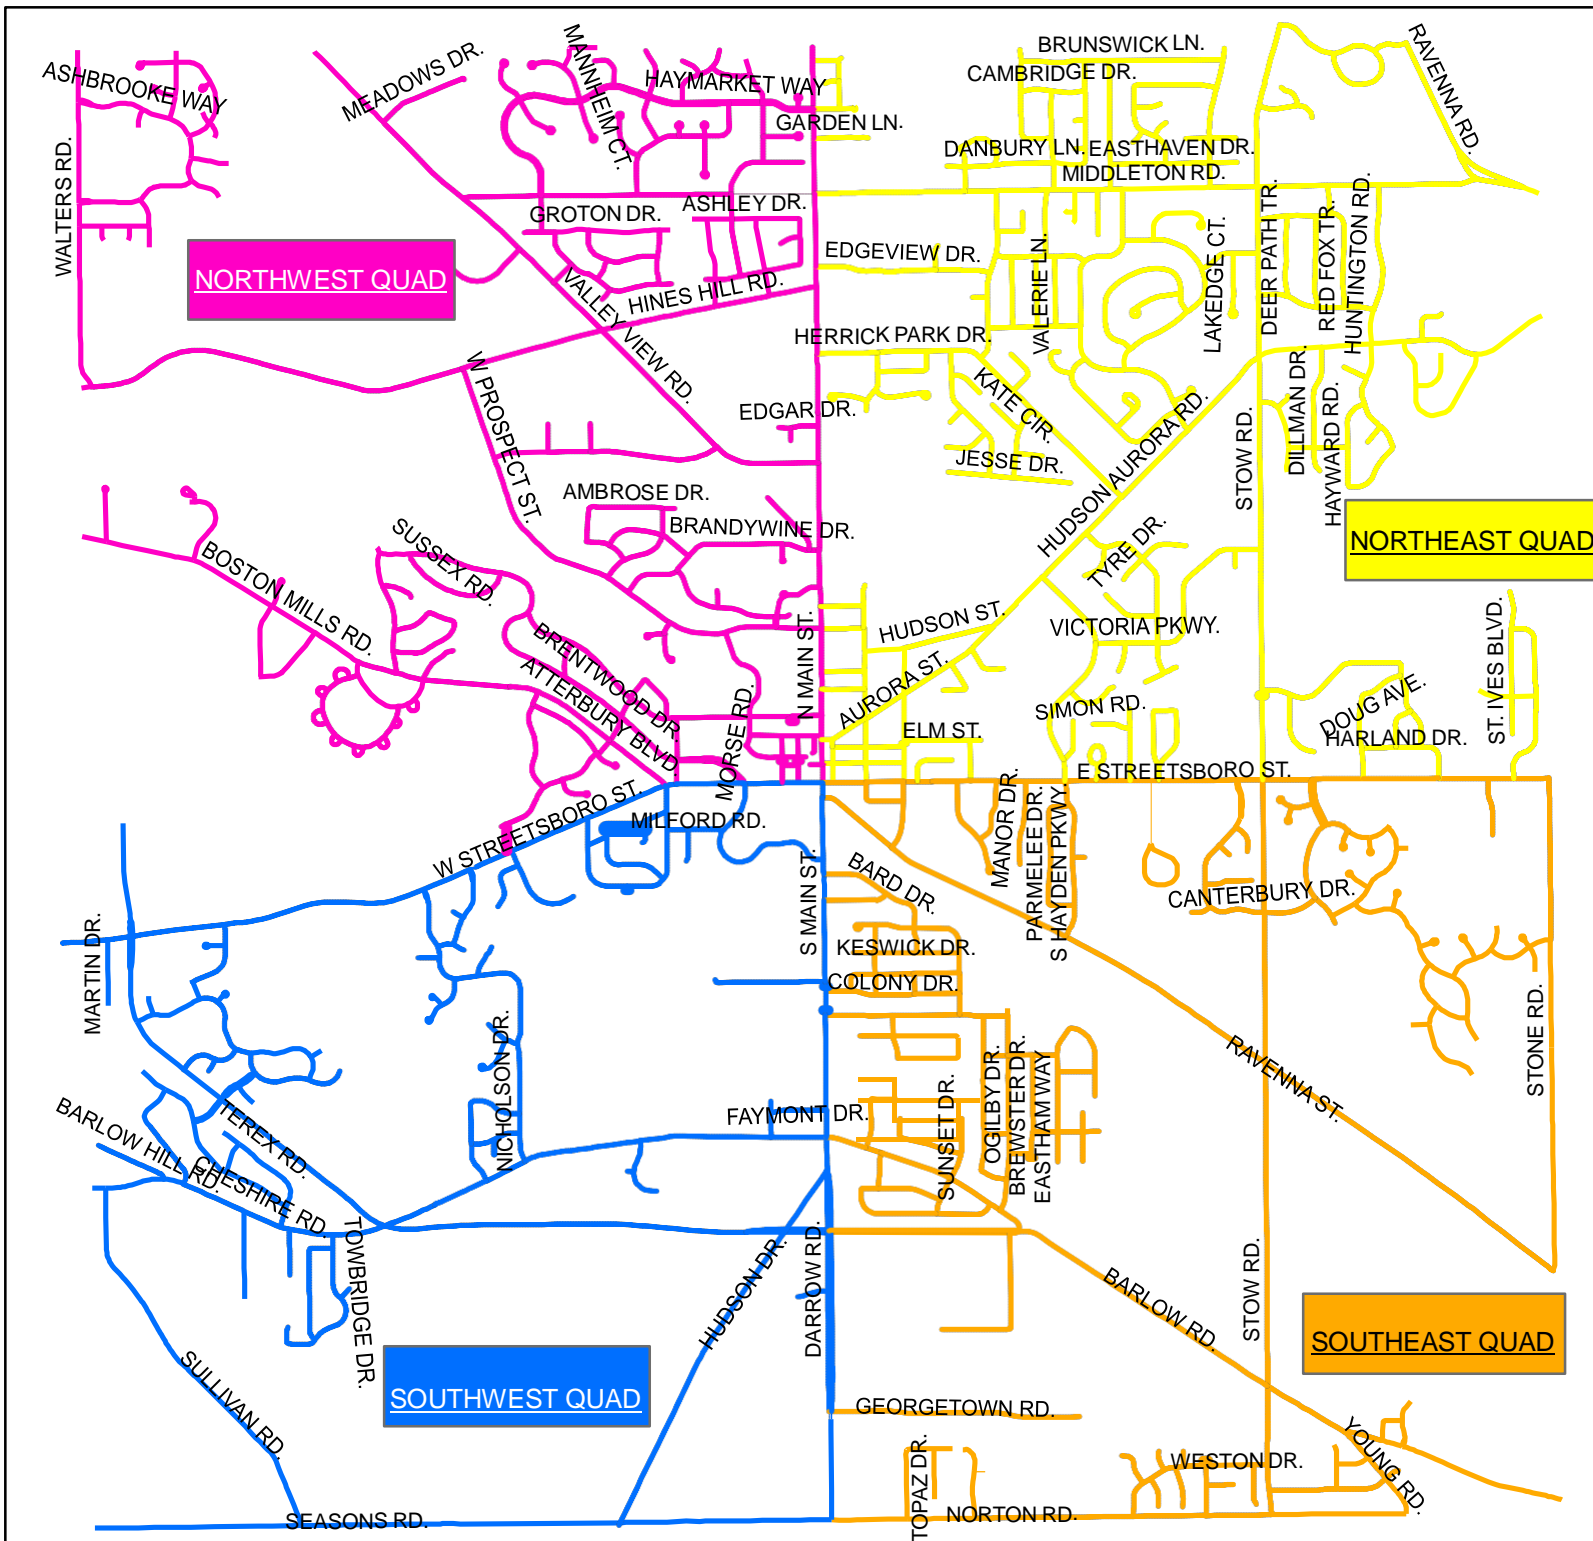 BRUNSWICK LN.
RAVENNA RD.
MEADOWS DR.
MANNHEIM CT.
ASHBROOKE WAY
HAYMARKET WAY
CAMBRIDGE DR.
GARDEN LN.
DANBURY LN.
EASTHAVEN DR.
MIDDLETON RD.
WALTERS RD.
GROTON DR.
ASHLEY DR.
EDGEVIEW DR.
VALERIE LN.
LAKEDGE CT.
DEER PATH TR.
RED FOX TR.
HUNTINGTON RD.
NORTHWEST QUAD
VALLEY VIEW RD.
HINES HILL RD.
HERRICK PARK DR.
W PROSPECT ST.
EDGAR DR.
KATE CIR.
JESSE DR.
HUDSON AURORA RD.
STOW RD.
DILLMAN DR.
HAYWARD RD.
AMBROSE DR.
BRANDYWINE DR.
NORTHEAST QUAD
SUSSEX RD.
BOSTON MILLS RD.
TYRE DR.
HUDSON ST.
VICTORIA PKWY.
ST. IVES BLVD.
BRENTWOOD DR.
ATTERBURY BLVD.
MORSE RD.
N MAIN ST.
AURORA ST.
ELM ST.
SIMON RD.
DOUG AVE.
HARLAND DR.
E STREETSBORO ST.
W STREETSBORO ST.
MILFORD RD.
S MAIN ST.
BARD DR.
MANOR DR.
PARMELEE DR.
S HAYDEN PKWY.
CANTERBURY DR.
MARTIN DR.
KESWICK DR.
COLONY DR.
NICHOLSON DR.
RAVENNA ST.
STONE RD.
BARLOW HILL RD.
TEREX RD.
CHESHIRE RD.
FAYMONT DR.
SUNSET DR.
OGILBY DR.
BREWSTER DR.
EASTHAM WAY
TOWBRIDGE DR.
HUDSON DR.
DARROW RD.
BARLOW RD.
STOW RD.
SOUTHEAST QUAD
SULLIVAN RD.
SOUTHWEST QUAD
GEORGETOWN RD.
TOPAZ DR.
WESTON DR.
YOUNG RD.
SEASONS RD.
NORTON RD.